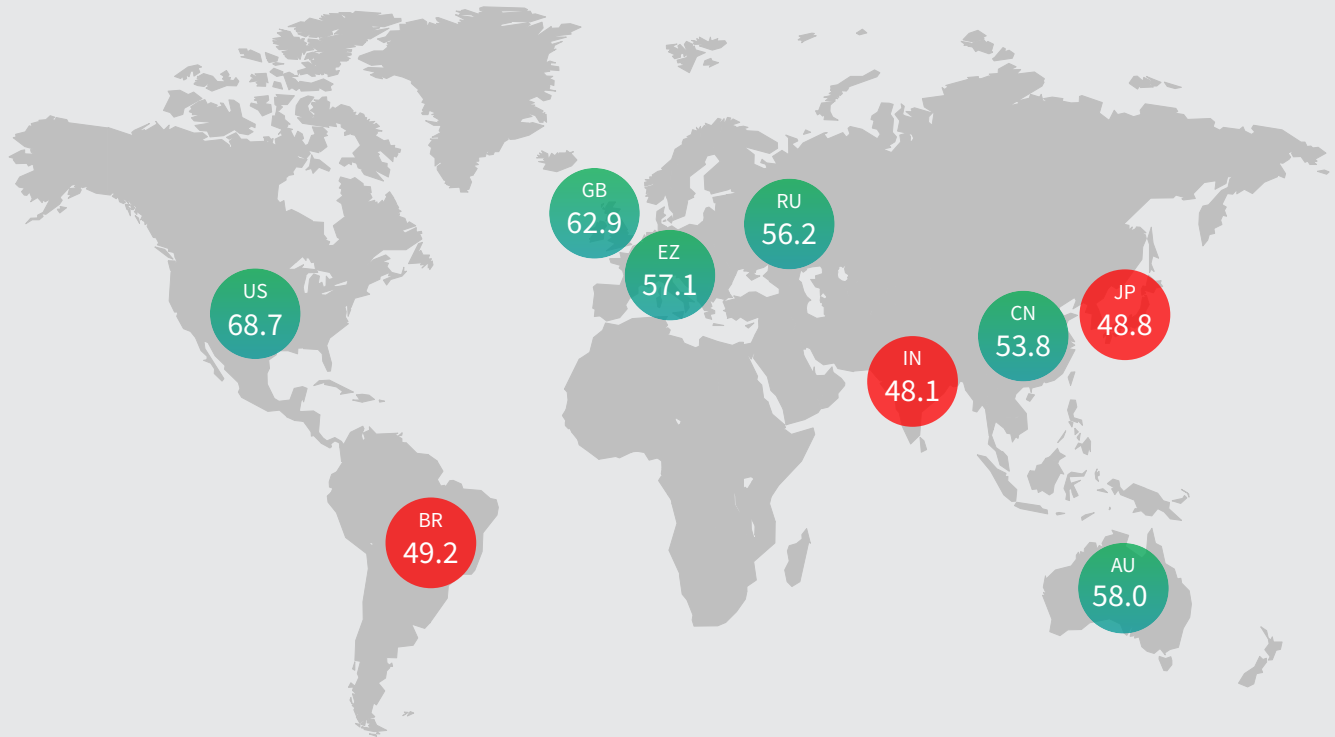 GB
62.9
RU
56.2
EZ
57.1
US
68.7
JP
48.8
CN
53.8
IN
48.1
BR
49.2
AU
58.0